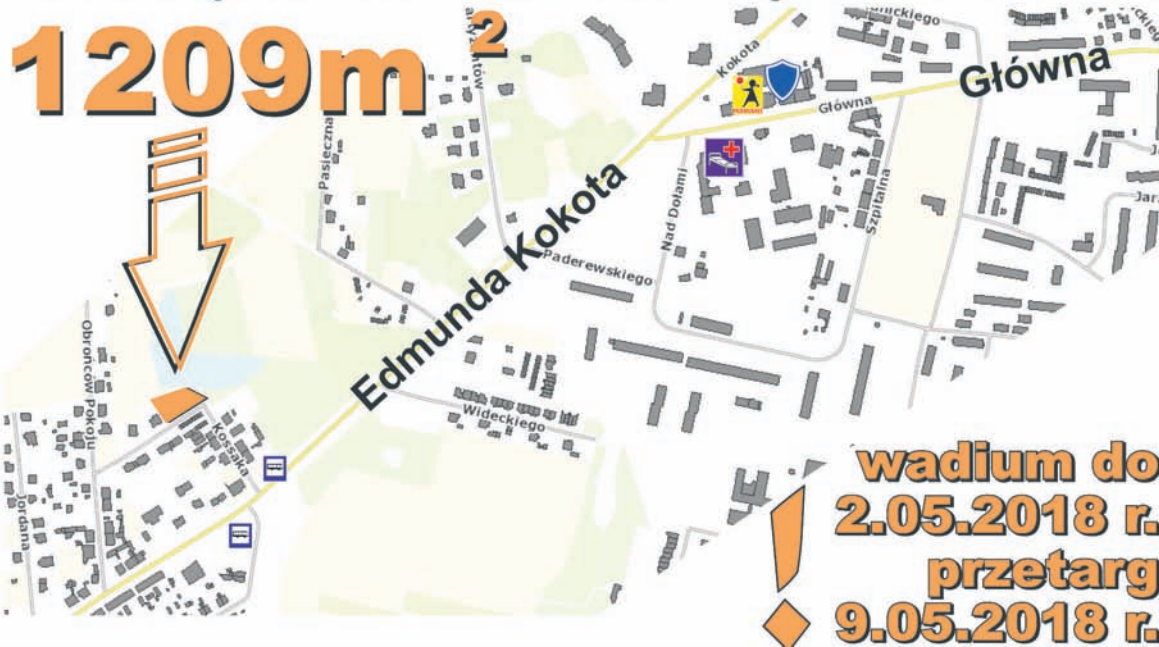 1209m²
Kokota
Główna
Główna
Pasieczna
Nad Dołami
Szpitalna
Paderewskiego
Edmunda Kokota
Obrońców Pokoju
Kossaka
Wideckiego
Jordana
wadium do
2.05.2018 r.
przetarg
9.05.2018 r.
!